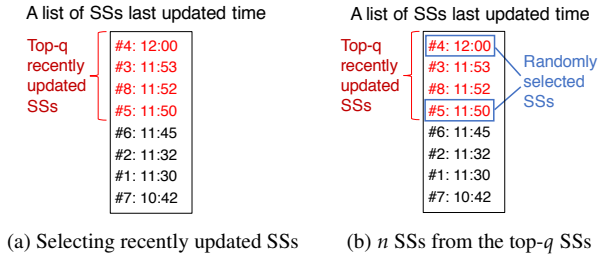 A list of SSs last updated time
Top-q
recently
updated
SSs
#4: 12:00
#3: 11:53
#8: 11:52
#5: 11:50
#6: 11:45
#2: 11:32
#1: 11:30
#7: 10:42
(a) Selecting recently updated SSs
A list of SSs last updated time
Top-q
recently
updated
SSs
#4: 12:00
#3: 11:53
#8: 11:52
#5: 11:50
#6: 11:45
#2: 11:32
#1: 11:30
#7: 10:42
Randomly
selected
SSs
(b) n SSs from the top-q SSs